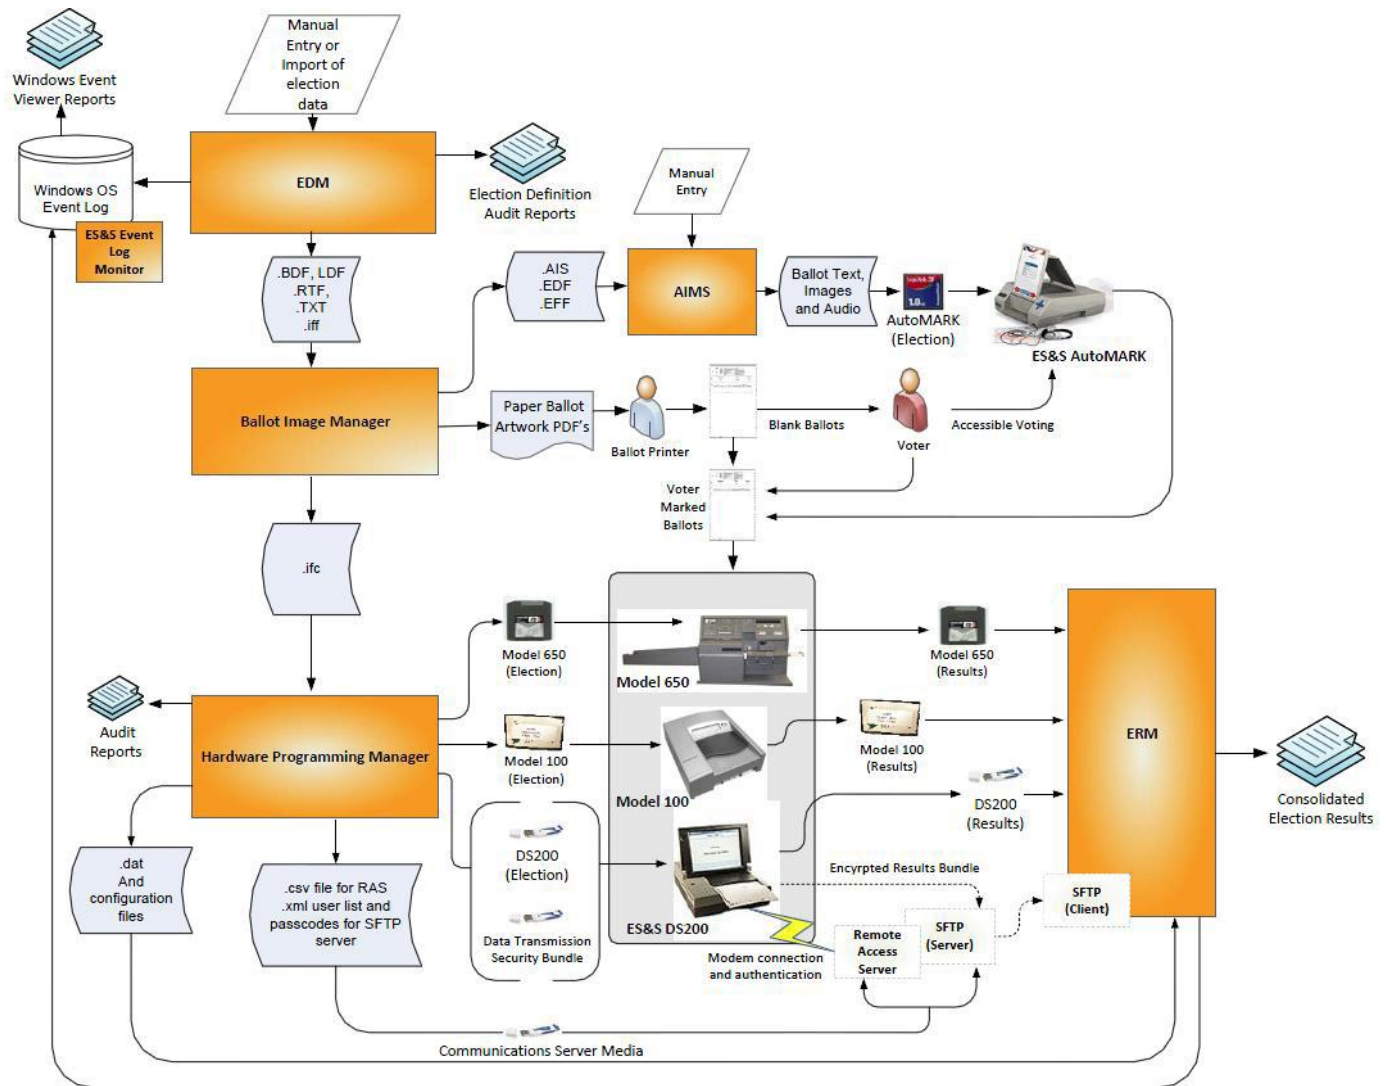 Manual
Entry or
Import of
election
data
Windows Event
Viewer Reports
EDM
Windows OS
Event Log
ES&S Event
Log
Monitor
Election Definition
Audit Reports
Manual
Entry
.BDF, LDF
.RTF,
.TXT
.iff
.AIS
.EDF
.EFF
AIMS
Ballot Text,
Images
and Audio
AutoMARK
(Election)
ES&S AutoMARK
Ballot Image Manager
Paper Ballot
Artwork PDF's
Ballot Printer
Blank Ballots
Voter
Accessible Voting
Voter
Marked
Ballots
.ifc
Model 650
(Election)
Model 650
Model 650
(Results)
Audit
Reports
Hardware Programming Manager
Model 100
(Election)
Model 100
Model 100
(Results)
ERM
Consolidated
Election Results
DS200
(Election)
Data Transmission
Security Bundle
ES&S DS200
DS200
(Results)
Encyrpted Results Bundle
.dat
And
configuration
files
.csv file for RAS
.xml user list and
passcodes for SFTP
server
Modem connection
and authentication
Remote
Access
Server
SFTP
(Server)
SFTP
(Client)
Communications Server Media